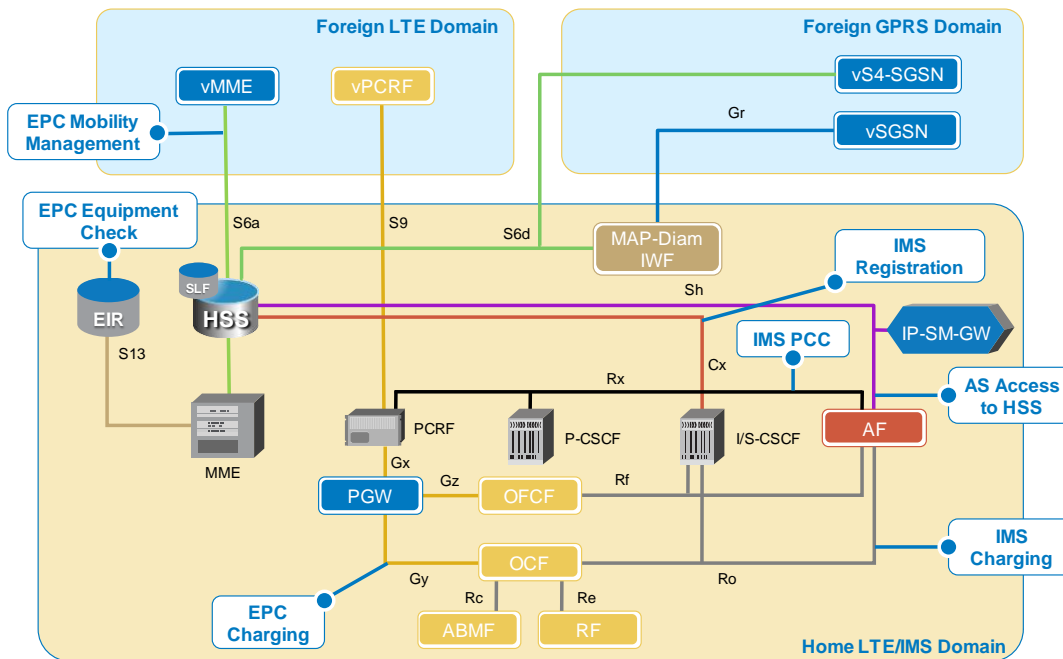 Foreign LTE Domain
Foreign GPRS Domain
vMME
vPCRF
vS4-SGSN
EPC Mobility
Management
Gr
vSGSN
EPC Equipment
Check
S6a
S9
S6d
MAP-Diam
IWF
IMS
Registration
SLF
Sh
EIR
HSS
IP-SM-GW
IMS PCC
S13
Cx
Rx
AS Access
to HSS
PCRF
P-CSCF
I/S-CSCF
AF
MME
Gx
Gz
Rf
PGW
OFCF
IMS
Charging
OCF
Gy
Ro
Rc
Re
EPC
Charging
ABMF
RF
Home LTE/IMS Domain